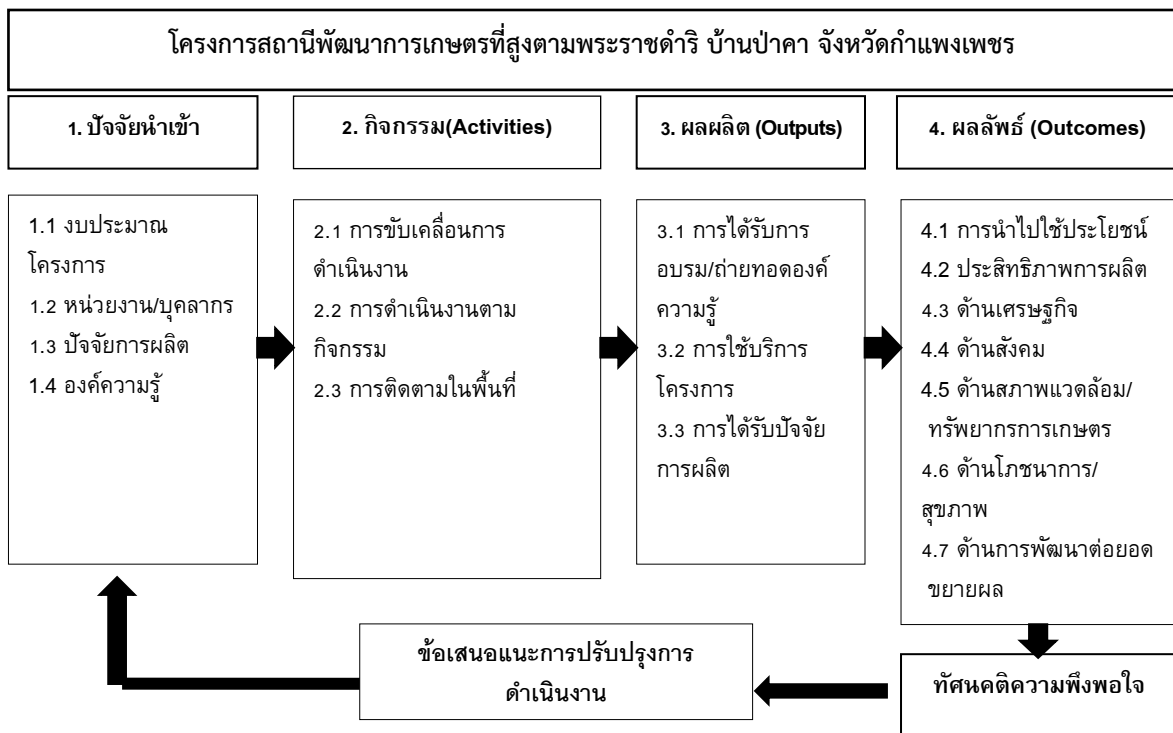 โครงการสถานีพัฒนาการเกษตรที่สูงตามพระราชดำริ บ้านป่าคา จังหวัดกำแพงเพชร
1. ปัจจัยนำเข้า
2. กิจกรรม(Activities)
3. ผลผลิต (Outputs)
4. ผลลัพธ์ (Outcomes)
1.1 งบประมาณ
โครงการ
1.2 หน่วยงาน/บุคลากร
1.3 ปัจจัยการผลิต
1.4 องค์ความรู้
2.1 การขับเคลื่อนการ
ดำเนินงาน
2.2 การดำเนินงานตาม
กิจกรรม
2.3 การติดตามในพื้นที่
3.1 การได้รับการ
อบรม/ถ่ายทอดองค์
ความรู้
3.2 การใช้บริการ
โครงการ
3.3 การได้รับปัจจัย
การผลิต
4.1 การนำไปใช้ประโยชน์
4.2 ประสิทธิภาพการผลิต
4.3 ด้านเศรษฐกิจ
4.4 ด้านสังคม
4.5 ด้านสภาพแวดล้อม/
ทรัพยากรการเกษตร
4.6 ด้านโภชนาการ/
สุขภาพ
4.7 ด้านการพัฒนาต่อยอด
ขยายผล
ข้อเสนอแนะการปรับปรุงการ
ดำเนินงาน
ทัศนคติความพึงพอใจ